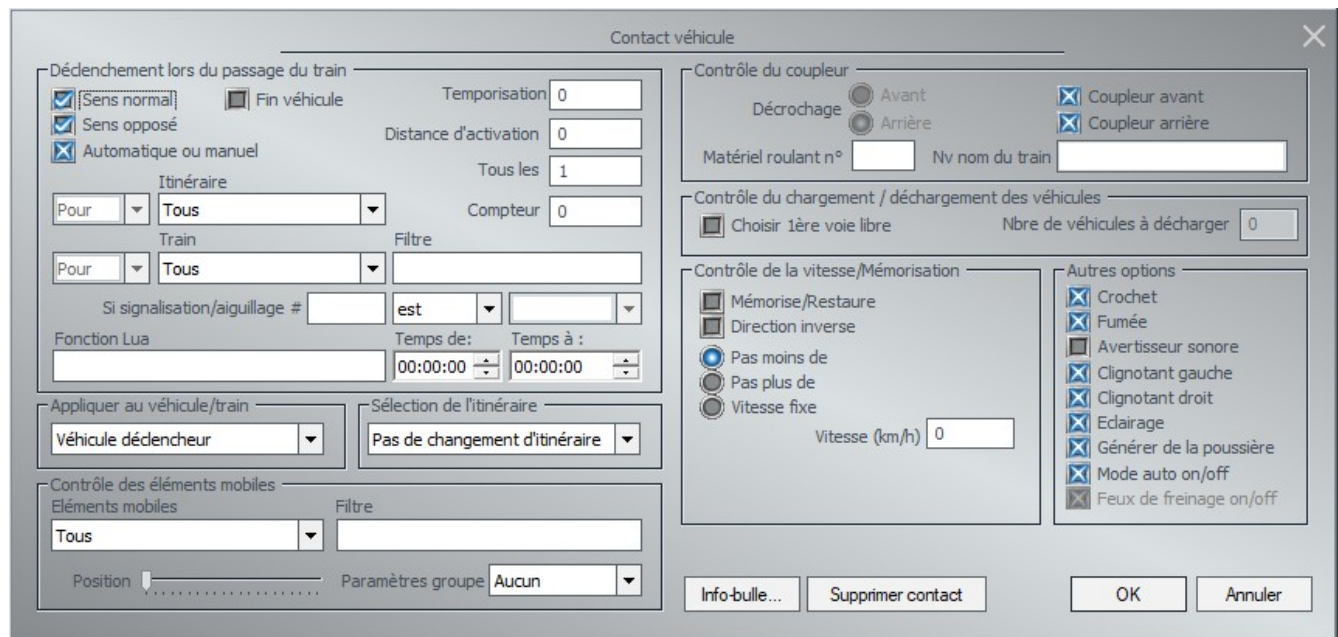 Contact véhicule
Déclenchement lors du passage du train
Sens normal
Fin véhicule
Temporisation 0
Sens opposé
Distance d'activation 0
Automatique ou manuel
Tous les 1
Itinéraire
Pour Tous
Compteur 0
Train Filtre
Pour Tous
Si signalisation/aiguillage # est
Fonction Lua Temps de: Temps à :
00:00:00 00:00:00
Appliquer au véhicule/train
Véhicule déclencheur
Sélection de l'itinéraire
Pas de changement d'itinéraire
Contrôle des éléments mobiles
Eléments mobiles Filtre
Tous
Position Paramètres groupe Aucun
Contrôle du coupleur
Décrochage
Avant
Arrière
Coupleur avant
Coupleur arrière
Matériel roulant n° Nv nom du train
Contrôle du chargement / déchargement des véhicules
Choisir 1ère voie libre Nbre de véhicules à décharger 0
Contrôle de la vitesse/Mémorisation
Mémorise/Restaure
Direction inverse
Pas moins de
Pas plus de
Vitesse fixe
Vitesse (km/h) 0
Autres options
Crochet
Fumée
Avertisseur sonore
Clignotant gauche
Clignotant droit
Eclairage
Générer de la poussière
Mode auto on/off
Feux de freinage on/off
Info-bulle... Supprimer contact OK Annuler